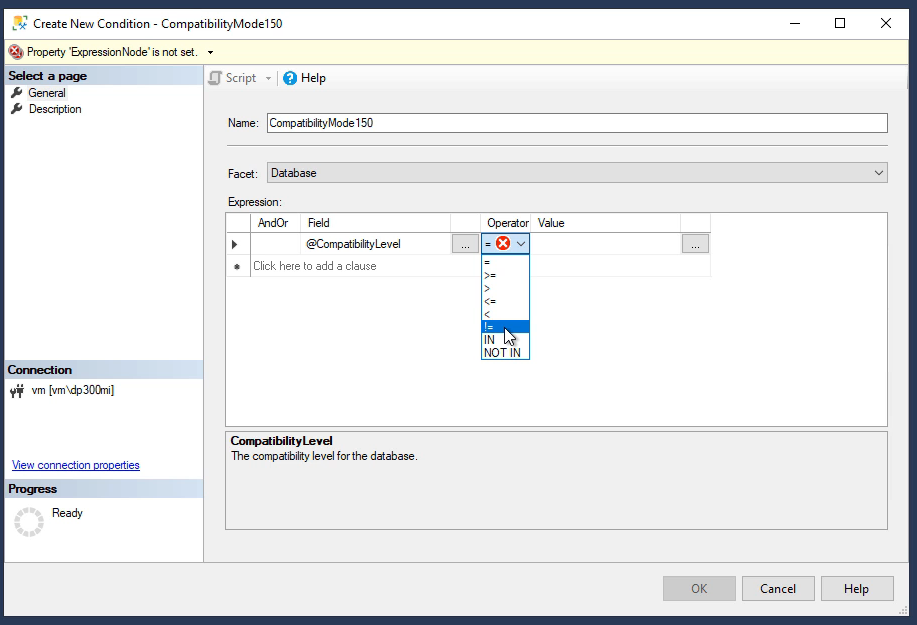 Create New Condition - CompatibilityMode150
Property 'ExpressionNode' is not set.
Select a page
General
Description
Script
Help
Name: CompatibilityMode150
Facet: Database
Expression:
AndOr Field Operator Value
@CompatibilityLevel ... = ...
Click here to add a clause
=
>=
>
<=
<
!=
IN
NOT IN
Connection
vm [vm\dp300mi]
View connection properties
Progress
Ready
CompatibilityLevel
The compatibility level for the database.
OK Cancel Help